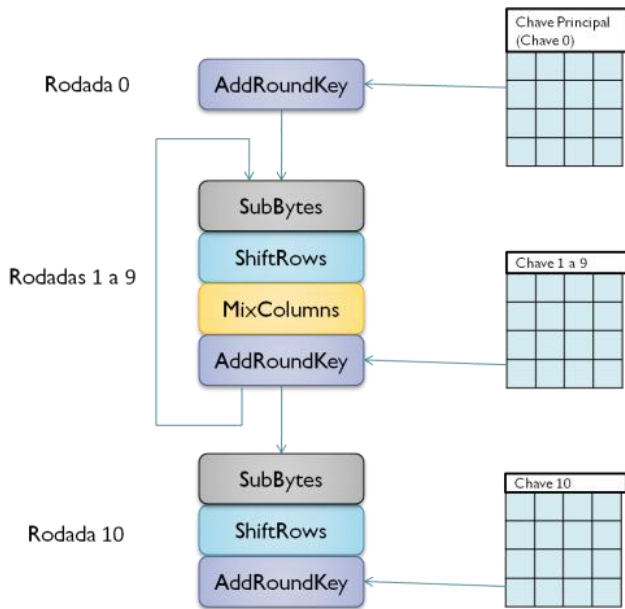 Chave Principal
(Chave 0)
Rodada 0
AddRoundKey
SubBytes
ShiftRows
Rodadas 1 a 9
MixColumns
AddRoundKey
Chave 1 a 9
SubBytes
ShiftRows
Rodada 10
AddRoundKey
Chave 10